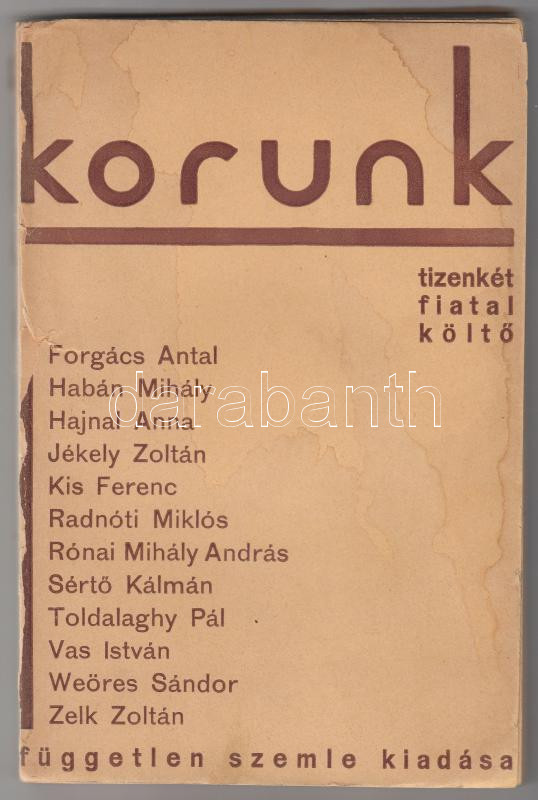 korunk
tizenkét
fiatal
költő
Forgács Antal
Habán Mihály
Hajnal Anna
Jékely Zoltán
Kis Ferenc
Radnóti Miklós
Rónai Mihály András
Sértő Kálmán
Toldalaghy Pál
Vas István
Weöres Sándor
Zelk Zoltán
független szemle kiadása
darabanth